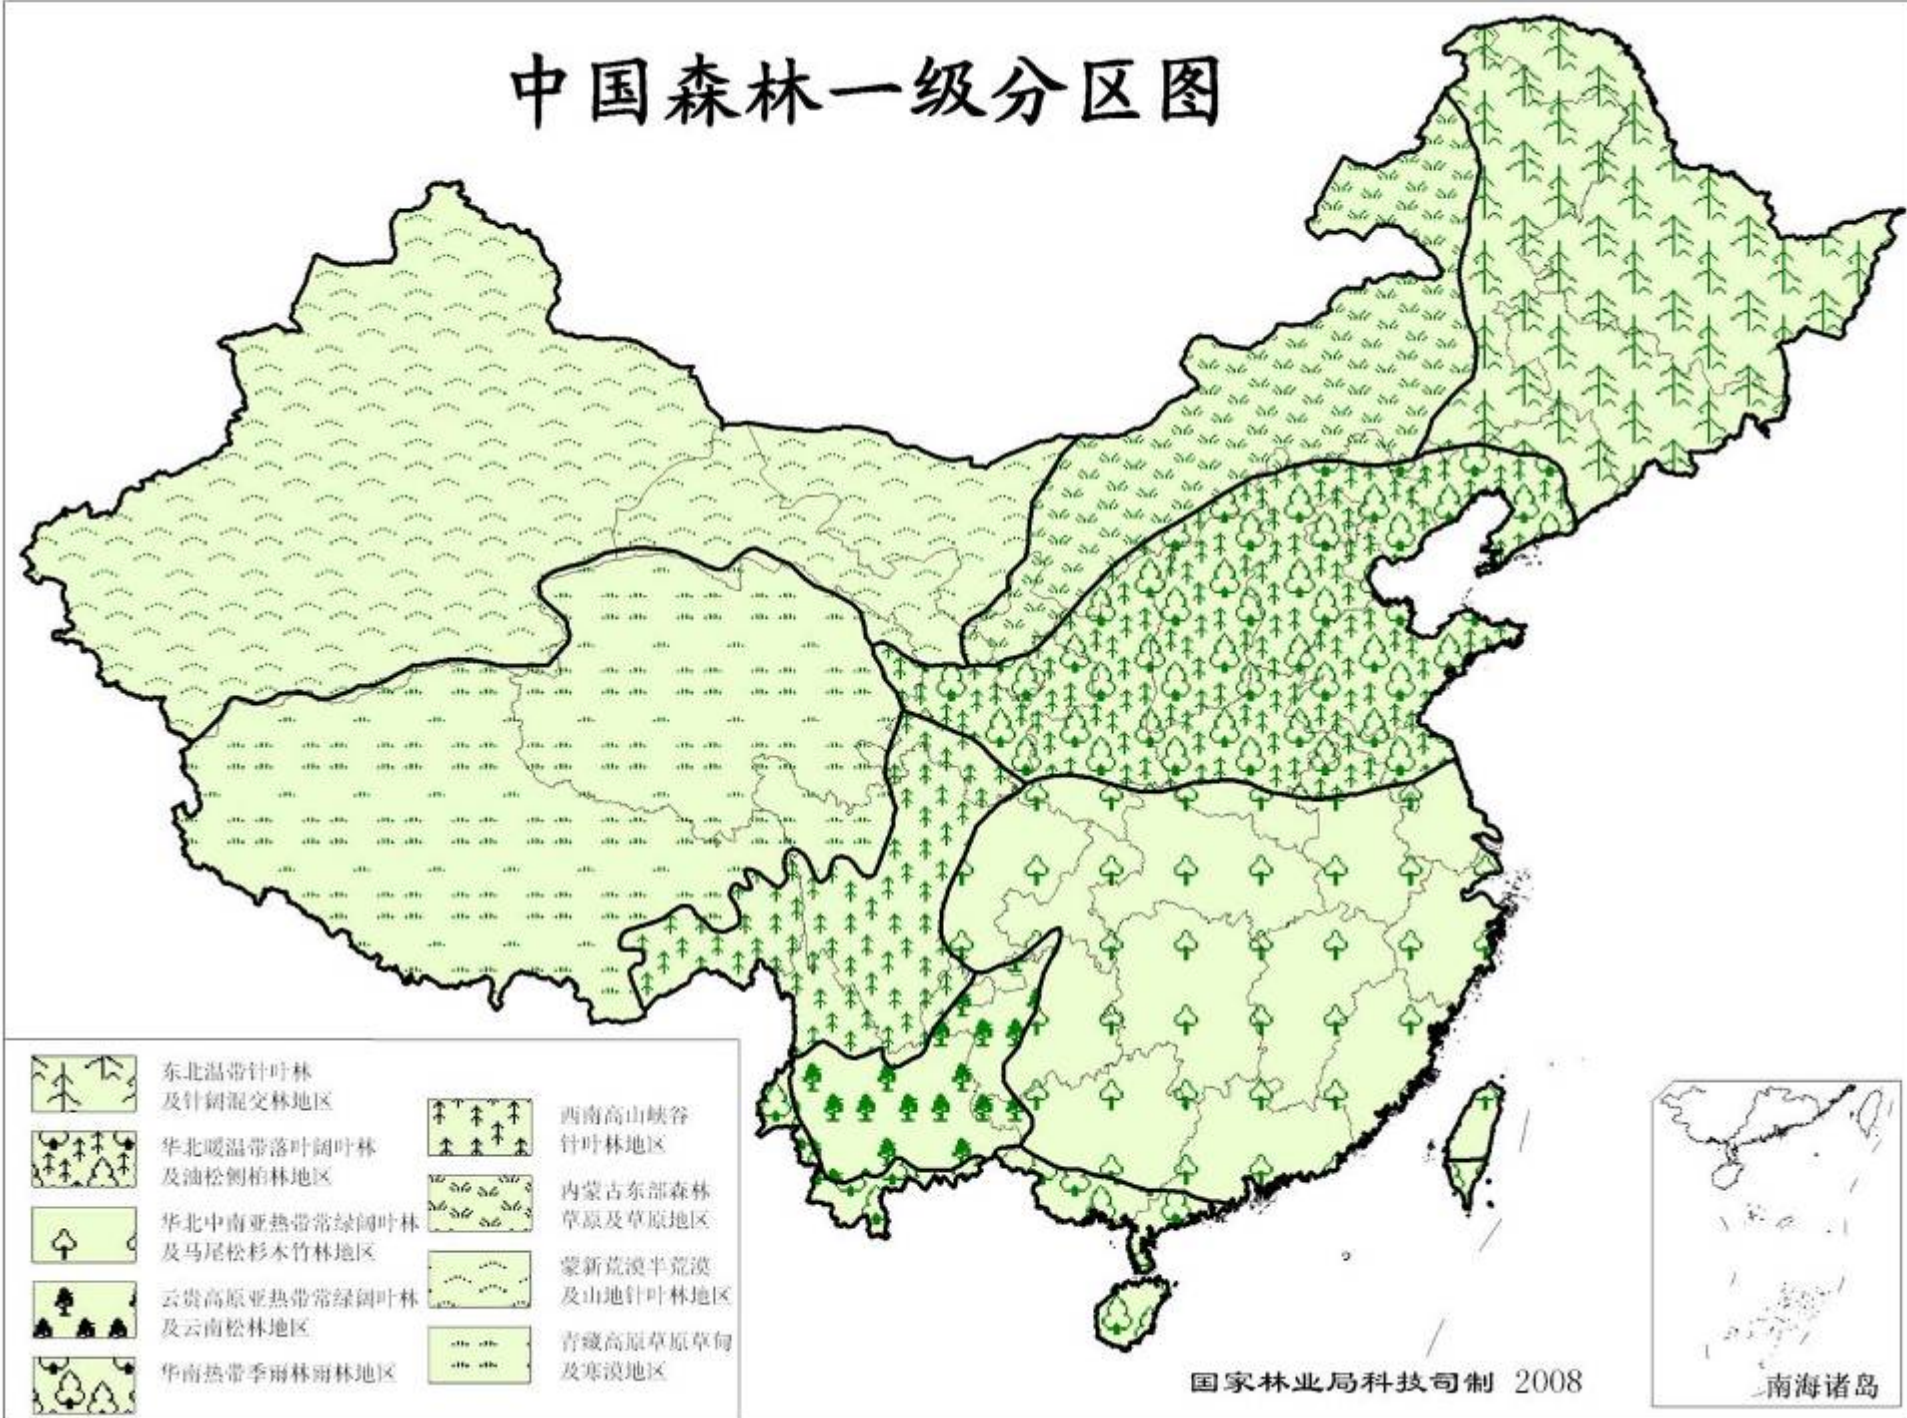 中国森林一级分区图
东北温带针叶林
及针阔混交林地区
华北暖温带落叶阔叶林
及油松侧柏林地区
华北中南亚热带常绿阔叶林
及马尾松杉木竹林地区
云贵高原亚热带常绿阔叶林
及云南松林地区
华南热带季雨林雨林地区
西南高山峡谷
针叶林地区
内蒙古东部森林
草原及草原地区
蒙新荒漠半荒漠
及山地针叶林地区
青藏高原草原草甸
及寒漠地区
国家林业局科技司制 2008
南海诸岛